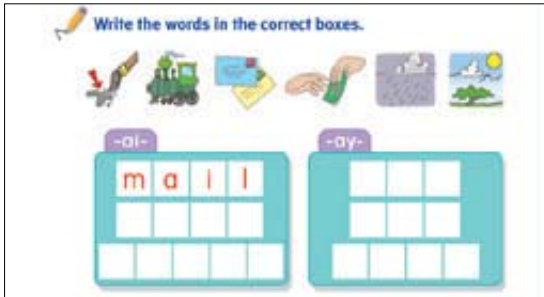 Write the words in the correct boxes.
-ai- -ay-
m a i l